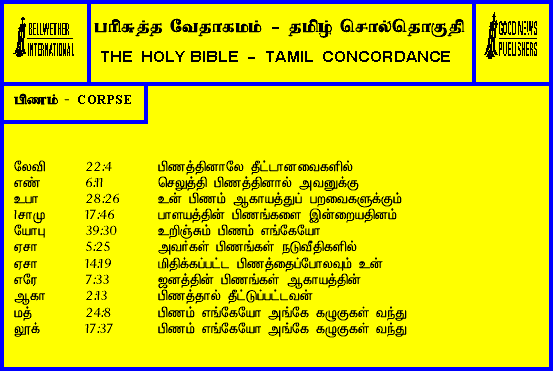 BELLWETHER
INTERNATIONAL
பரிசுத்த வேதாகமம் - தமிழ் சொல்தொகுதி
THE HOLY BIBLE - TAMIL CONCORDANCE
GOOD NEWS
PUBLISHERS
பிணம் - CORPSE
லேவி 22:4 பிணத்தினாலே தீட்டானவைகளில்
எண் 6:11 செலுத்தி பிணத்தினால் அவனுக்கு
உபா 28:26 உன் பிணம் ஆகாயத்துப் பறவைகளுக்கும்
1சாமு 17:46 பாளயத்தின் பிணங்களை இன்றையதினம்
யோபு 39:30 உறிஞ்சும் பிணம் எங்கேயோ
ஏசா 5:25 அவர்கள் பிணங்கள் நடுவீதிகளில்
ஏசா 14:19 மிதிக்கப்பட்ட பிணத்தைப்போலவும் உன்
எரே 7:33 ஜனத்தின் பிணங்கள் ஆகாயத்தின்
ஆகா 2:13 பிணத்தால் தீட்டுப்பட்டவன்
மத் 24:8 பிணம் எங்கேயோ அங்கே கழுகுகள் வந்து
லூக் 17:37 பிணம் எங்கேயோ அங்கே கழுகுகள் வந்து